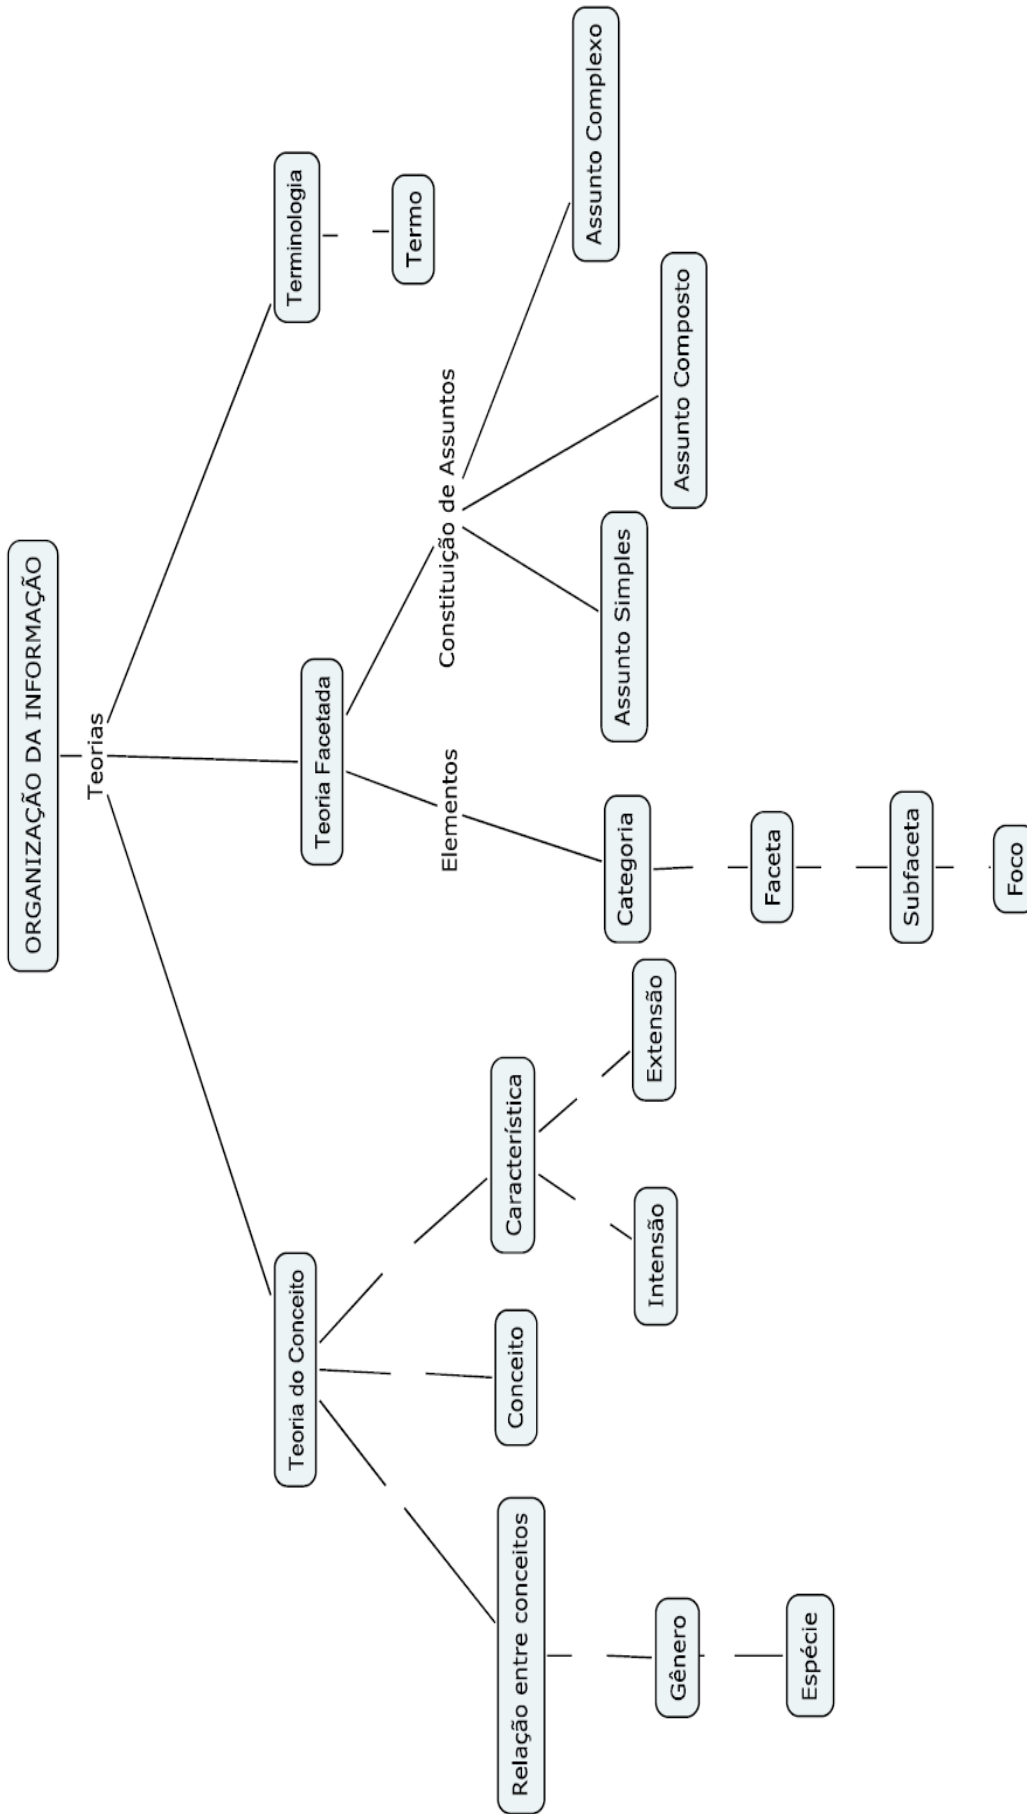 ORGANIZAÇÃO DA INFORMAÇÃO
Teorias
Teoria do Conceito
Teoria Facetada
Terminologia
Termo
Relação entre conceitos
Conceito
Característica
Elementos
Constituição de Assuntos
Gênero
Espécie
Intensão
Extensão
Categoria
Faceta
Subfaceta
Foco
Assunto Simples
Assunto Composto
Assunto Complexo